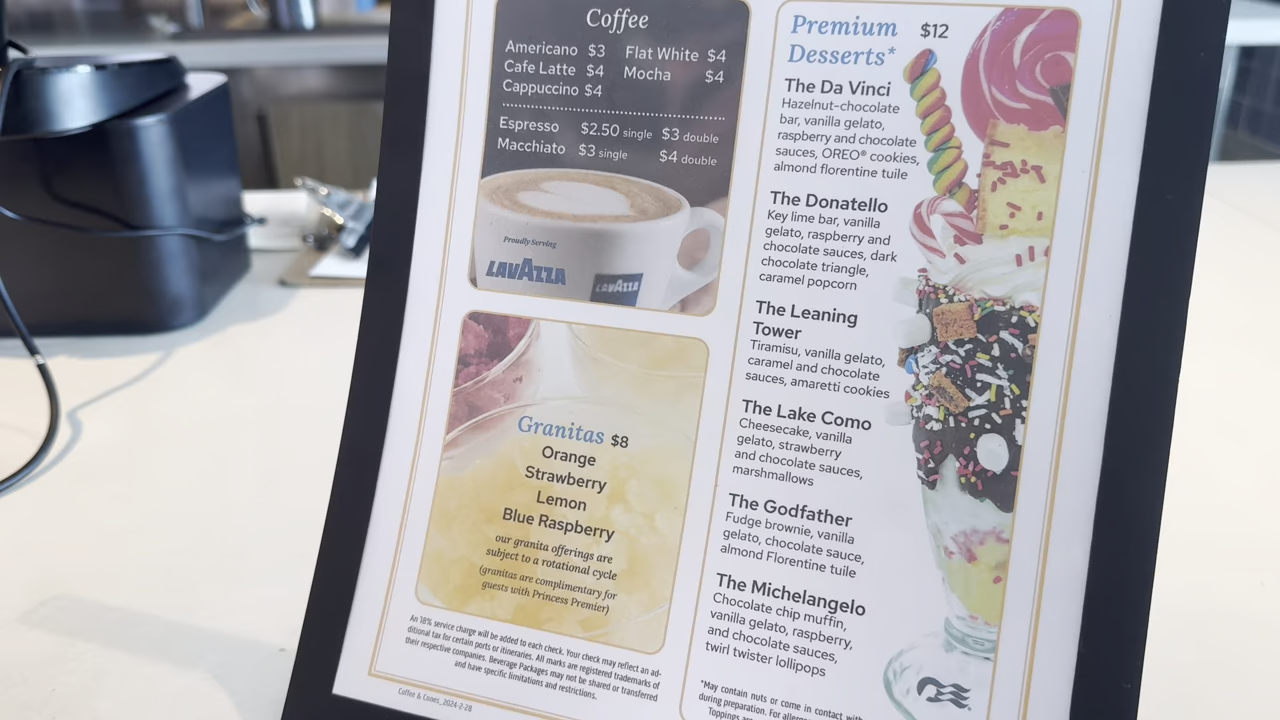 Coffee
Americano $3 Flat White $4
Cafe Latte $4 Mocha $4
Cappuccino $4
Espresso $2.50 single $3 double
Macchiato $3 single $4 double
Proudly Serving
LAVAZZA
LAVAZZA
Granitas $8
Orange
Strawberry
Lemon
Blue Raspberry
our granita offerings are
subject to a rotational cycle
(granitas are complimentary for
guests with Princess Premier)
An 18% service charge will be added to each check. Your check may reflect an ad-
ditional tax for certain ports or itineraries. All marks are registered trademarks of
their respective companies. Beverage Packages may not be shared or transferred
and have specific limitations and restrictions.
Coffee & Cones_2024-2-28
Premium $12
Desserts*
The Da Vinci
Hazelnut-chocolate
bar, vanilla gelato,
raspberry and chocolate
sauces, OREO® cookies,
almond florentine tuile
The Donatello
Key lime bar, vanilla
gelato, raspberry and
chocolate sauces, dark
chocolate triangle,
caramel popcorn
The Leaning
Tower
Tiramisu, vanilla gelato,
caramel and chocolate
sauces, amaretti cookies
The Lake Como
Cheesecake, vanilla
gelato, strawberry
and chocolate sauces,
marshmallows
The Godfather
Fudge brownie, vanilla
gelato, chocolate sauce,
almond Florentine tuile
The Michelangelo
Chocolate chip muffin,
vanilla gelato, raspberry,
and chocolate sauces,
twirl twister lollipops
*May contain nuts or come in contact with
during preparation. For
Toppings